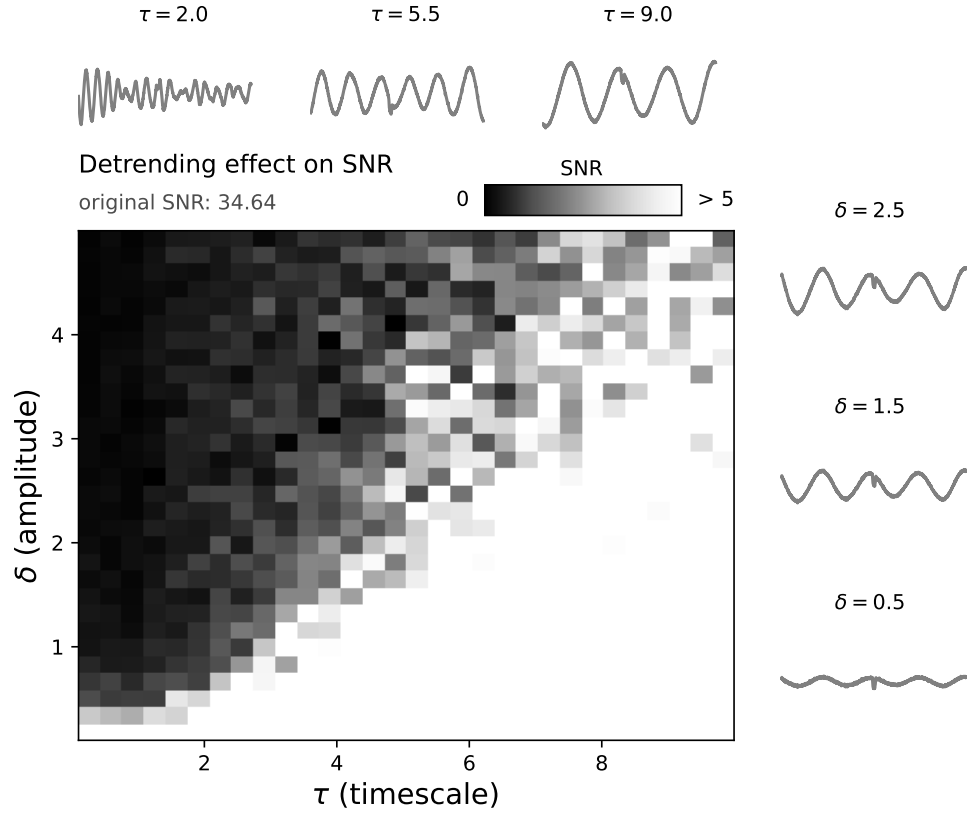 τ = 2.0
τ = 5.5
τ = 9.0
Detrending effect on SNR
original SNR: 34.64
SNR
0
> 5
δ = 2.5
δ = 1.5
δ = 0.5
4
3
2
1
δ (amplitude)
2
4
6
8
τ (timescale)